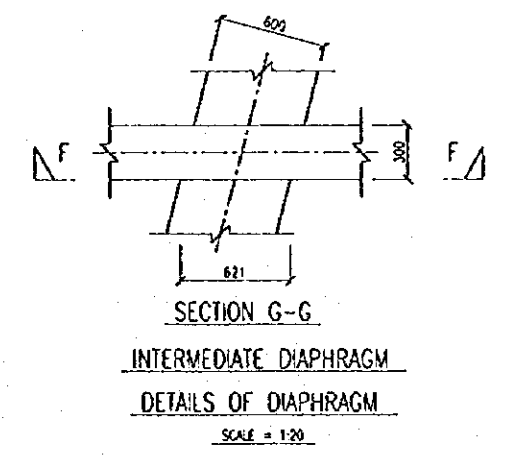 600
F
300
F
621
SECTION G-G
INTERMEDIATE DIAPHRAGM
DETAILS OF DIAPHRAGM
SCALE = 1:20